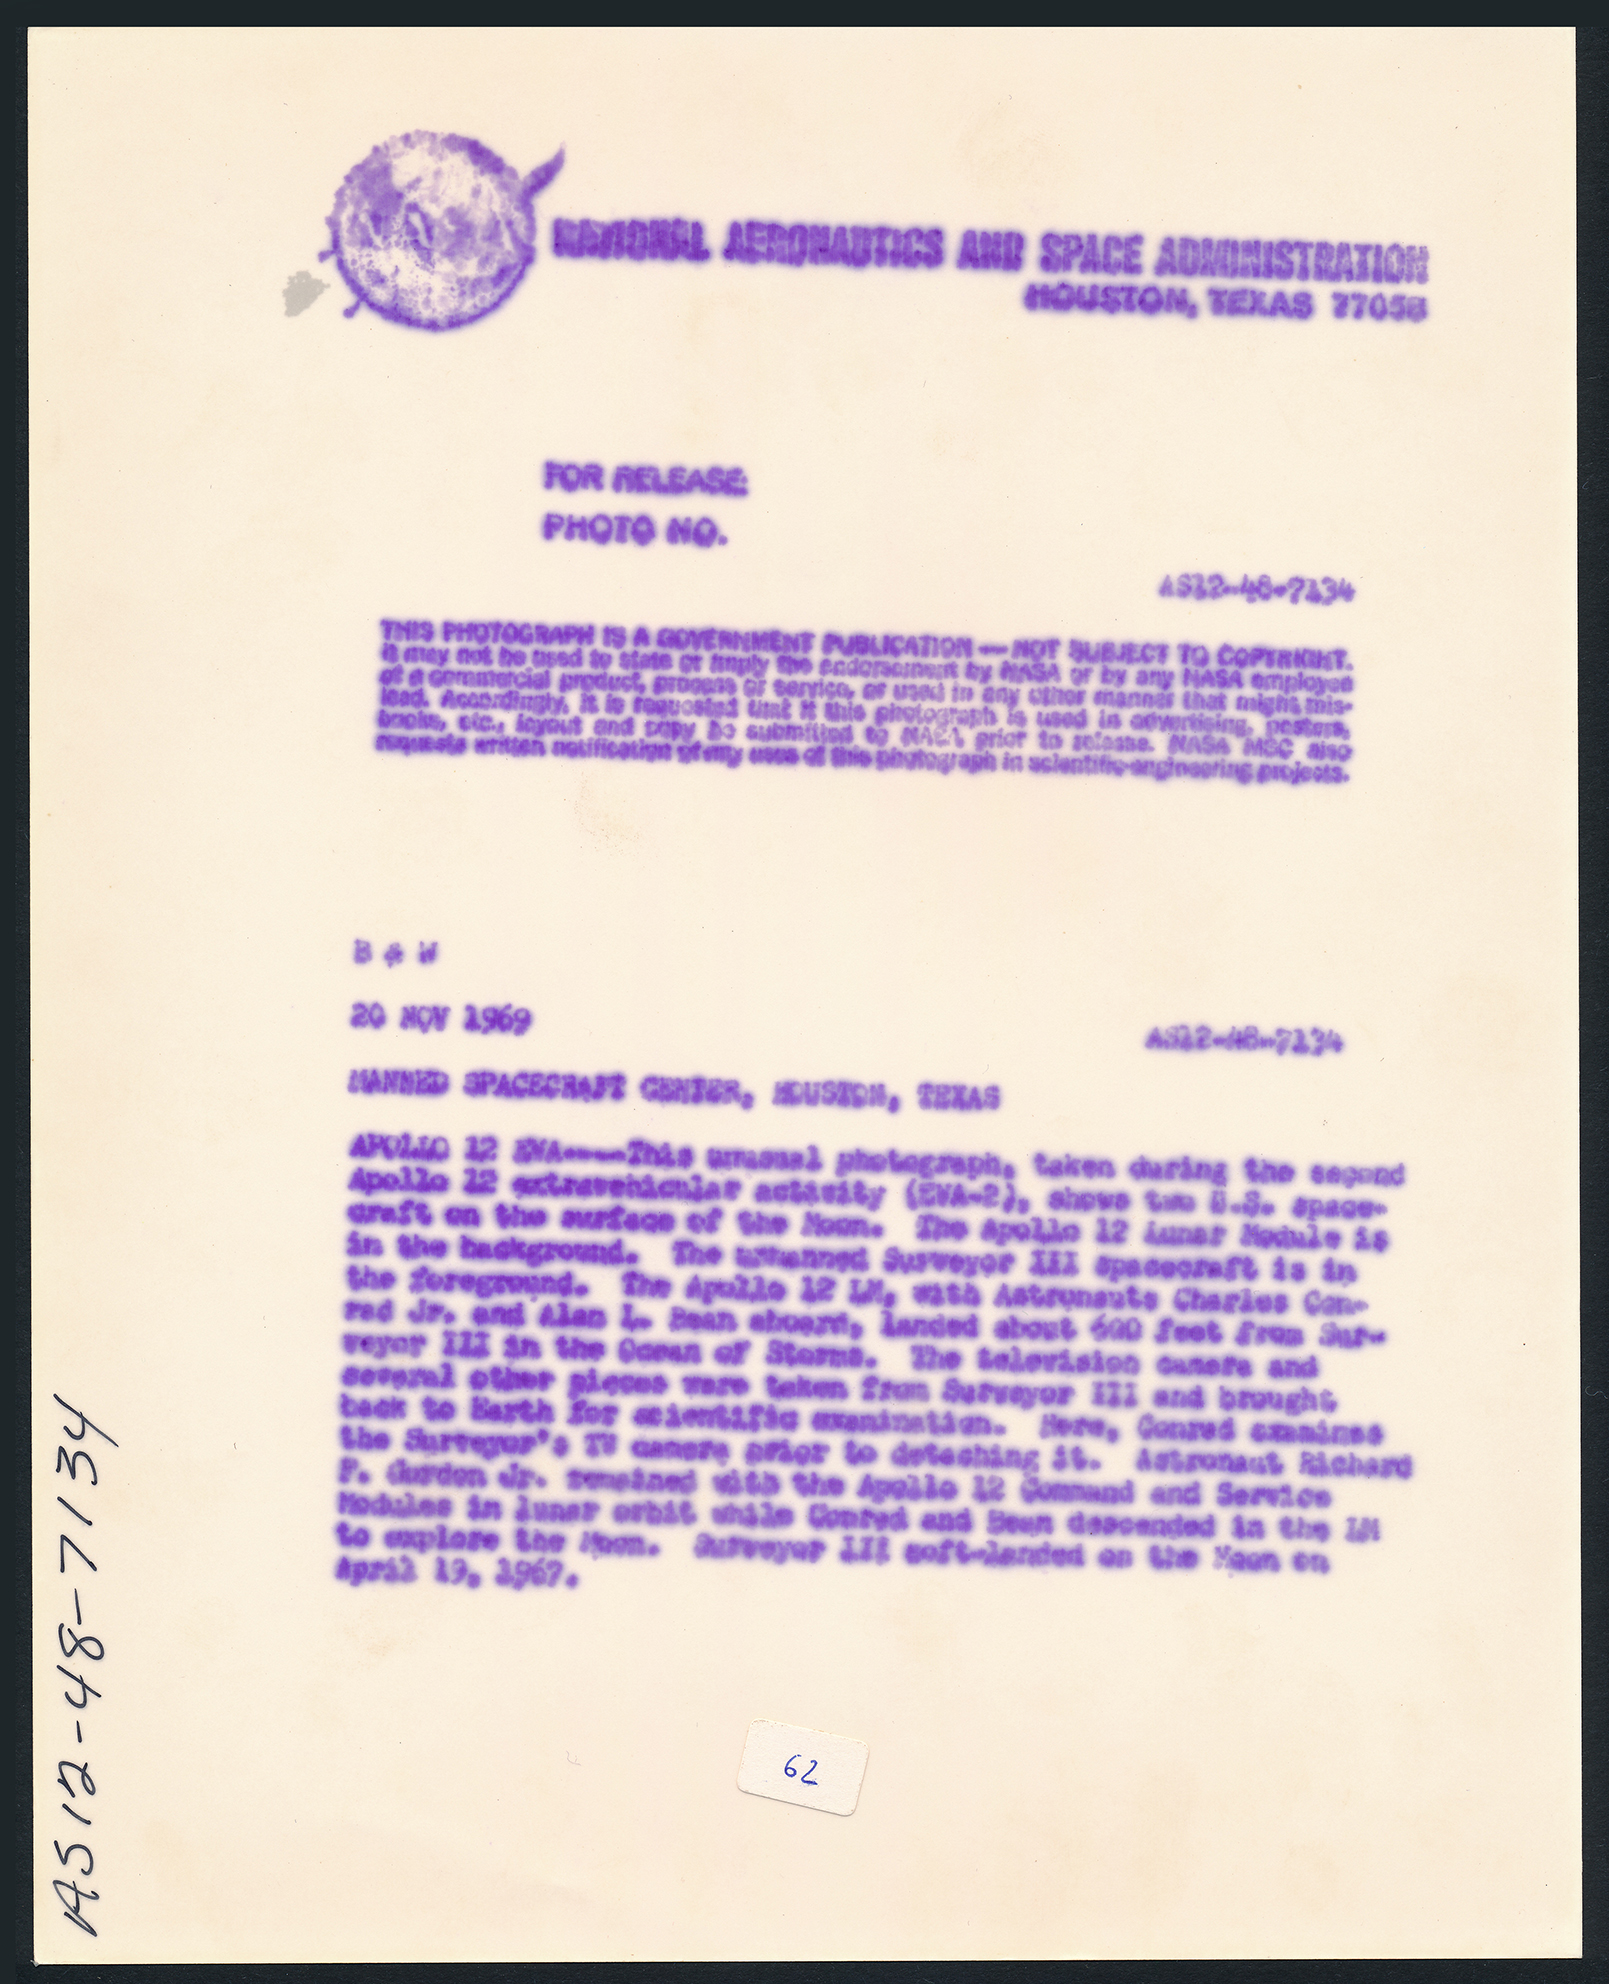 NATIONAL AERONAUTICS AND SPACE ADMINISTRATION
HOUSTON, TEXAS 77058
FOR RELEASE:
PHOTO NO.
AS12-48-7134
THIS PHOTOGRAPH IS A GOVERNMENT PUBLICATION — NOT SUBJECT TO COPYRIGHT.
It may not be used to state or imply the endorsement by NASA or by any NASA employee
of a commercial product, process or service, or used in any other manner that might mis-
lead. Accordingly, it is requested that if this photograph is used in advertising, posters,
books, etc., layout and copy be submitted to NASA prior to release. NASA MSC also
requests written notification of any uses of this photograph in scientific-engineering projects.
B & W
20 NOV 1969
AS12-48-7134
MANNED SPACECRAFT CENTER, HOUSTON, TEXAS
APOLLO 12 EVA----This unusual photograph, taken during the second
Apollo 12 extravehicular activity (EVA-2), shows two U.S. space-
craft on the surface of the Moon. The Apollo 12 Lunar Module is
in the background. The unmanned Surveyor III spacecraft is in
the foreground. The Apollo 12 LM, with Astronauts Charles Con-
rad Jr. and Alan L. Bean aboard, landed about 600 feet from Sur-
veyor III in the Ocean of Storms. The television camera and
several other pieces were taken from Surveyor III and brought
back to Earth for scientific examination. Here, Conrad examines
the Surveyor's TV camera prior to detaching it. Astronaut Richard
F. Gordon Jr. remained with the Apollo 12 Command and Service
Modules in lunar orbit while Conrad and Bean descended in the LM
to explore the Moon. Surveyor III soft-landed on the Moon on
April 19, 1967.
AS12-48-7134
62